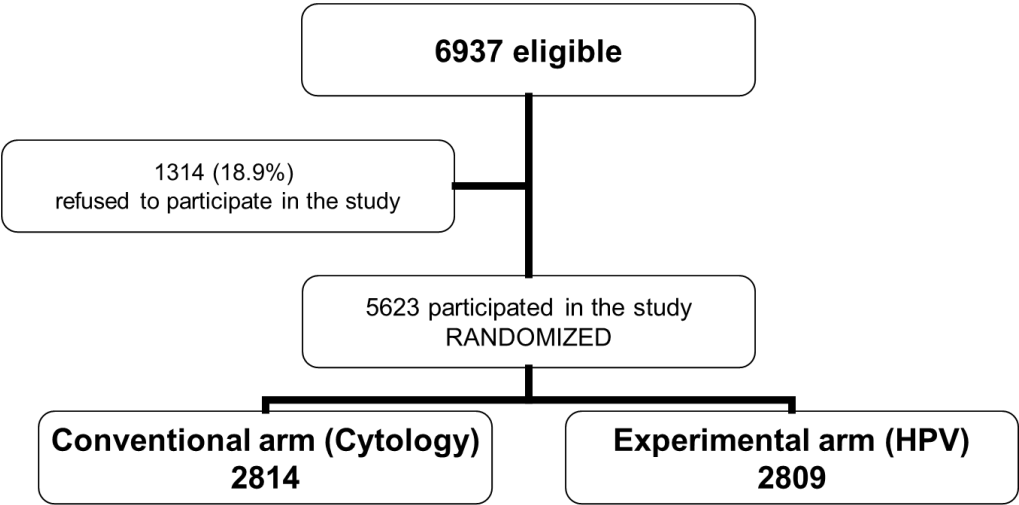 6937 eligible
1314 (18.9%)
refused to participate in the study
5623 participated in the study
RANDOMIZED
Conventional arm (Cytology)
2814
Experimental arm (HPV)
2809